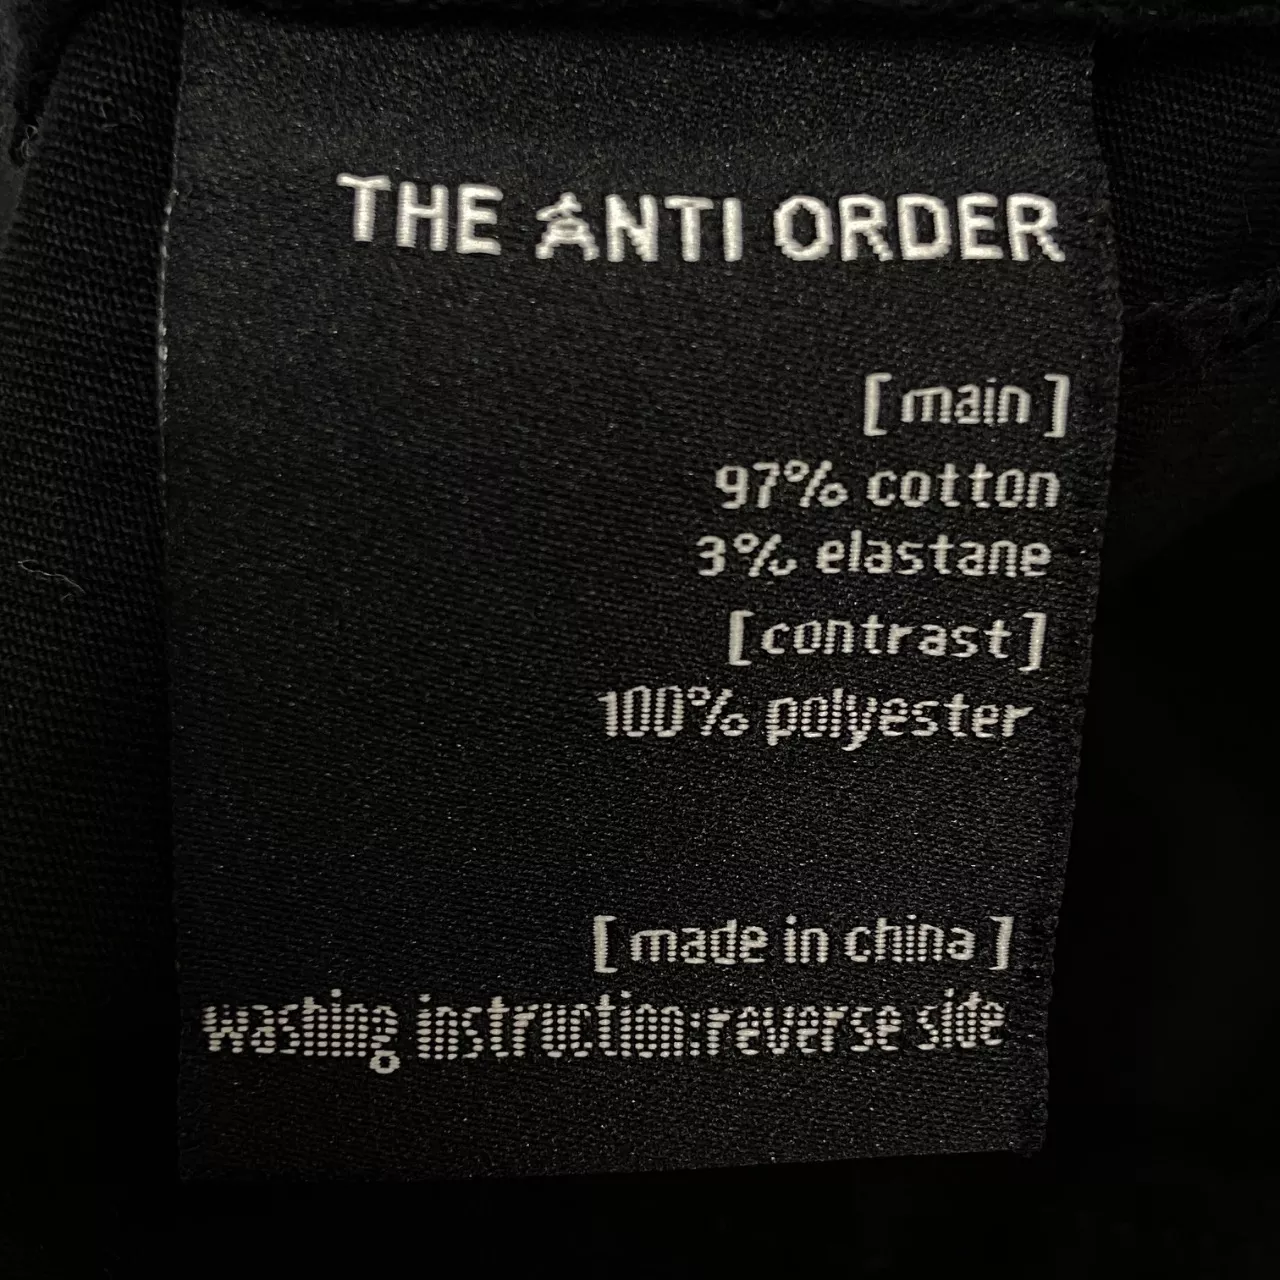 THE ANTI ORDER
[ main ]
97% cotton
3% elastane
[contrast]
100% polyester
[ made in china ]
washing instruction:reverse side